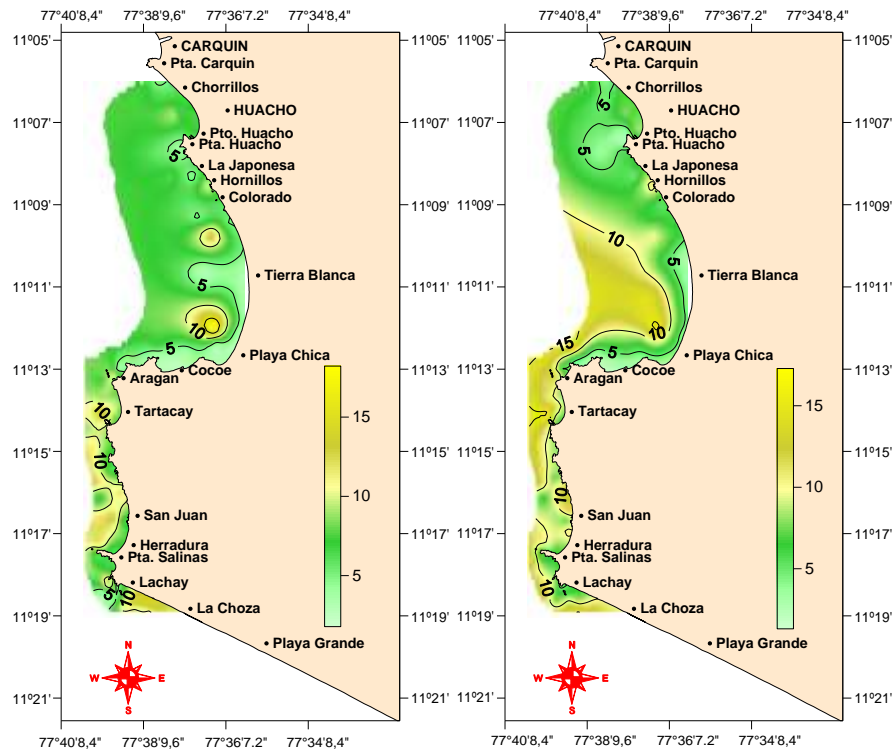 77°40'8,4" 77°38'9,6" 77°36'7.2" 77°34'8,4"
11º05'
11º07'
11º09'
11º11'
11º13'
11º15'
11º17'
11º19'
11º21'
CARQUIN
Pta. Carquin
Chorrillos
HUACHO
Pto. Huacho
Pta. Huacho
5
La Japonesa
Hornillos
Colorado
5
Tierra Blanca
10
5
Playa Chica
Cocoe
Aragan
10
Tartacay
10
San Juan
Herradura
Pta. Salinas
Lachay
5
10
La Choza
Playa Grande
15
10
5
N
W E
S
77°40'8,4" 77°38'9,6" 77°36'7.2" 77°34'8,4"
77°40'8,4" 77°38'9,6" 77°36'7.2" 77°34'8,4"
11º05'
11º07'
11º09'
11º11'
11º13'
11º15'
11º17'
11º19'
11º21'
CARQUIN
Pta. Carquin
Chorrillos
5
HUACHO
Pto. Huacho
Pta. Huacho
5
La Japonesa
Hornillos
Colorado
10
5
Tierra Blanca
10
15
5
Playa Chica
Cocoe
Aragan
Tartacay
10
San Juan
Herradura
Pta. Salinas
10
Lachay
La Choza
Playa Grande
15
10
5
N
W E
S
77°40'8,4" 77°38'9,6" 77°36'7.2" 77°34'8,4"
11º05'
11º07'
11º09'
11º11'
11º13'
11º15'
11º17'
11º19'
11º21'